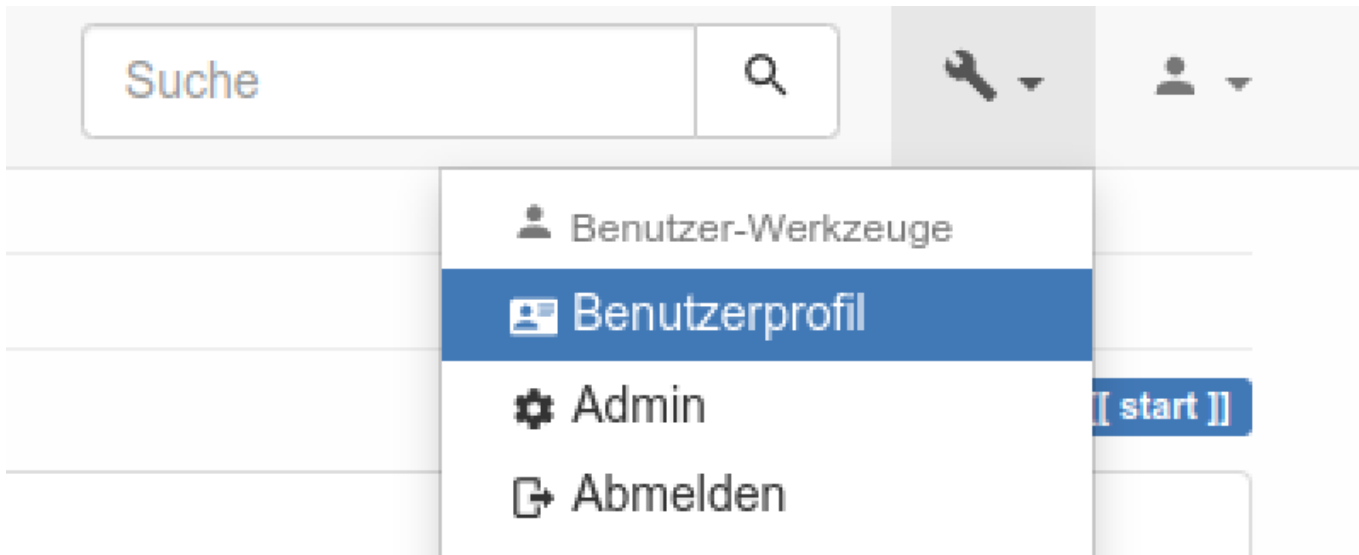 Suche
Benutzer-Werkzeuge
Benutzerprofil
Admin
[[ start ]]
Abmelden